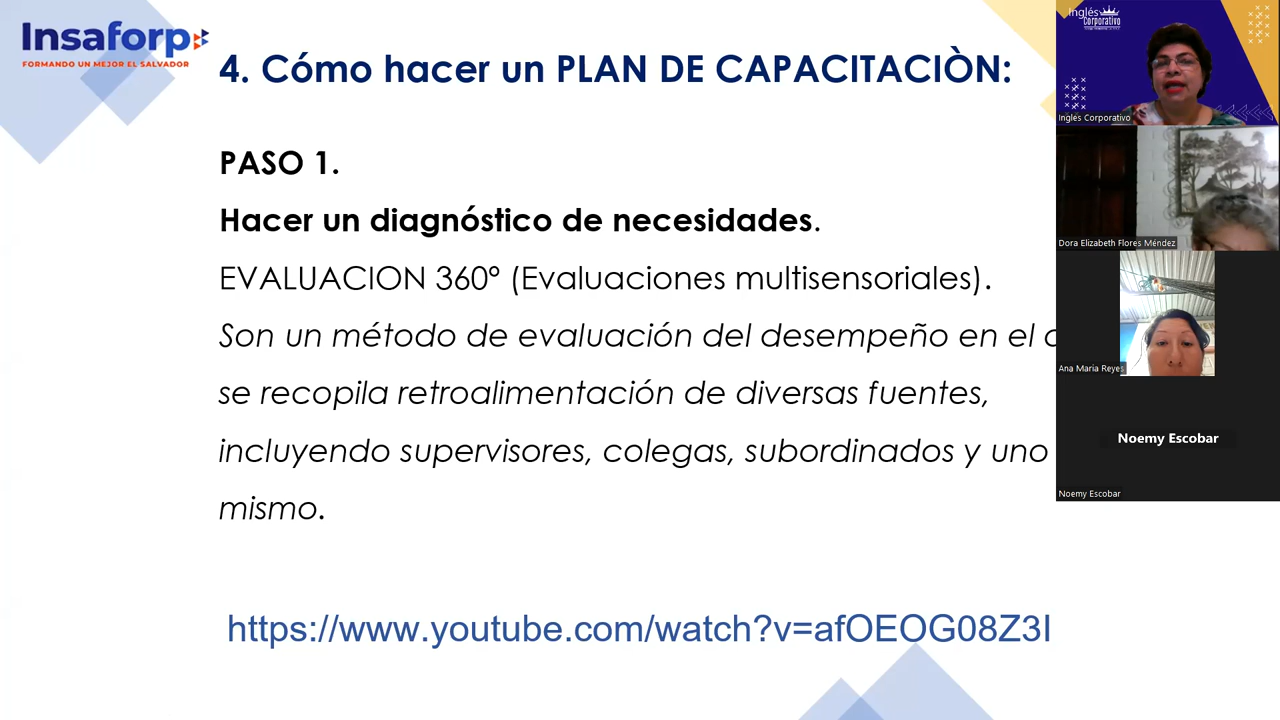 Insaforp
FORMANDO UN MEJOR EL SALVADOR
4. Cómo hacer un PLAN DE CAPACITACIÒN:
PASO 1.
Hacer un diagnóstico de necesidades.
EVALUACION 360° (Evaluaciones multisensoriales).
Son un método de evaluación del desempeño en el
se recopila retroalimentación de diversas fuentes,
incluyendo supervisores, colegas, subordinados y uno
mismo.
https://www.youtube.com/watch?v=afOEOG08Z3I
Inglés
Corporativo
Inglés Corporativo
Dora Elizabeth Flores Méndez
Ana Maria Reyes
Noemy Escobar
Noemy Escobar